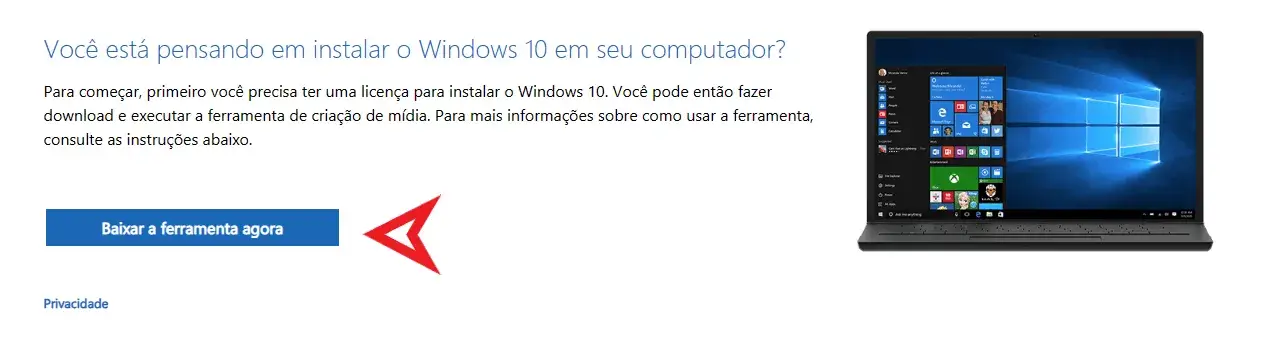 Você está pensando em instalar o Windows 10 em seu computador?
Para começar, primeiro você precisa ter uma licença para instalar o Windows 10. Você pode então fazer
download e executar a ferramenta de criação de mídia. Para mais informações sobre como usar a ferramenta,
consulte as instruções abaixo.
Baixar a ferramenta agora
Privacidade